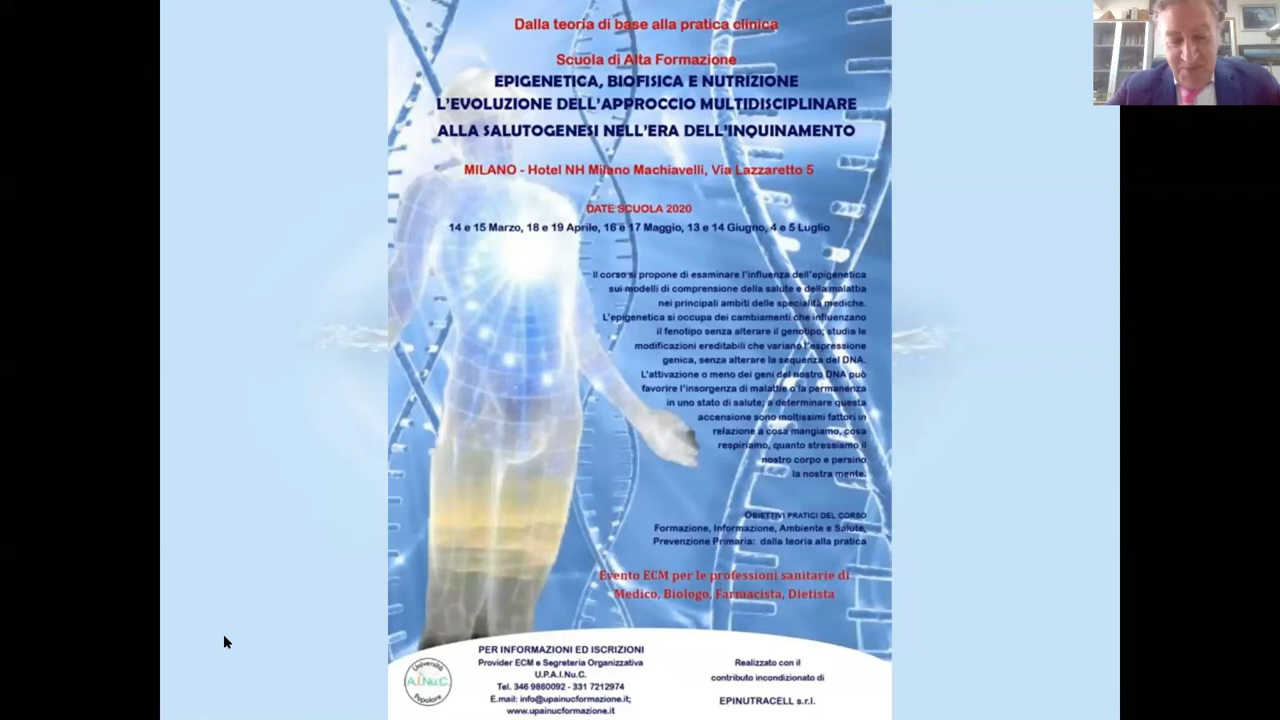 Dalla teoria di base alla pratica clinica
Scuola di Alta Formazione
EPIGENETICA, BIOFISICA E NUTRIZIONE
L'EVOLUZIONE DELL'APPROCCIO MULTIDISCIPLINARE
ALLA SALUTOGENESI NELL'ERA DELL'INQUINAMENTO
MILANO - Hotel NH Milano Machiavelli, Via Lazzaretto 5
DATE SCUOLA 2020
14 e 15 Marzo, 18 e 19 Aprile, 16 e 17 Maggio, 13 e 14 Giugno, 4 e 5 Luglio
Il corso si propone di esaminare l'influenza dell'epigenetica
sui modelli di comprensione della salute e della malattia
nei principali ambiti delle specialità mediche.
L'epigenetica si occupa dei cambiamenti che influenzano
il fenotipo senza alterare il genotipo; studia le
modificazioni ereditabili che variano l'espressione
genica, senza alterare la sequenza del DNA.
L'attivazione o meno dei geni del nostro DNA può
favorire l'insorgenza di malattie o la permanenza
in uno stato di salute; a determinare questa
accensione sono moltissimi fattori in
relazione a cosa mangiamo, cosa
respiriamo, quanto stressiamo il
nostro corpo e persino
la nostra mente.
OBIETTIVI PRATICI DEL CORSO
Formazione, Informazione, Ambiente e Salute,
Prevenzione Primaria: dalla teoria alla pratica
Evento ECM per le professioni sanitarie di
Medico, Biologo, Farmacista, Dietista
Università
A.I.Nu.C.
Popolare
PER INFORMAZIONI ED ISCRIZIONI
Provider ECM e Segreteria Organizzativa
U.P.A.I.Nu.C.
Tel. 346 9860092 - 331 7212974
E.mail: info@upainucformazione.it;
www.upainucformazione.it
Realizzato con il
contributo incondizionato di
EPINUTRACELL s.r.l.